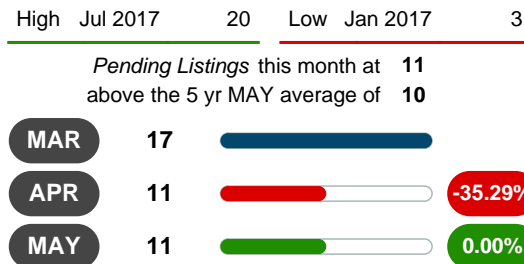 High Jul 2017 20 Low Jan 2017 3
Pending Listings this month at 11
above the 5 yr MAY average of 10
MAR 17
APR 11 -35.29%
MAY 11 0.00%